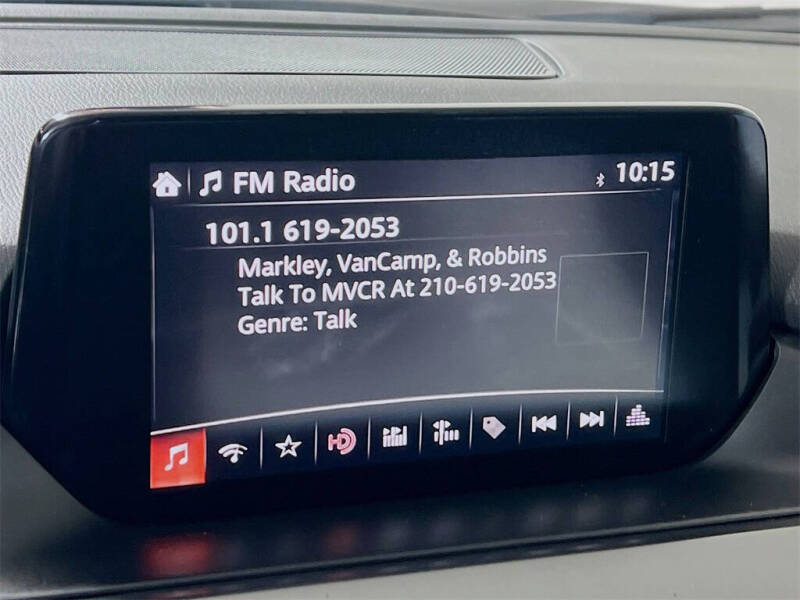 FM Radio
10:15
101.1 619-2053
Markley, VanCamp, & Robbins
Talk To MVCR At 210-619-2053
Genre: Talk
HD